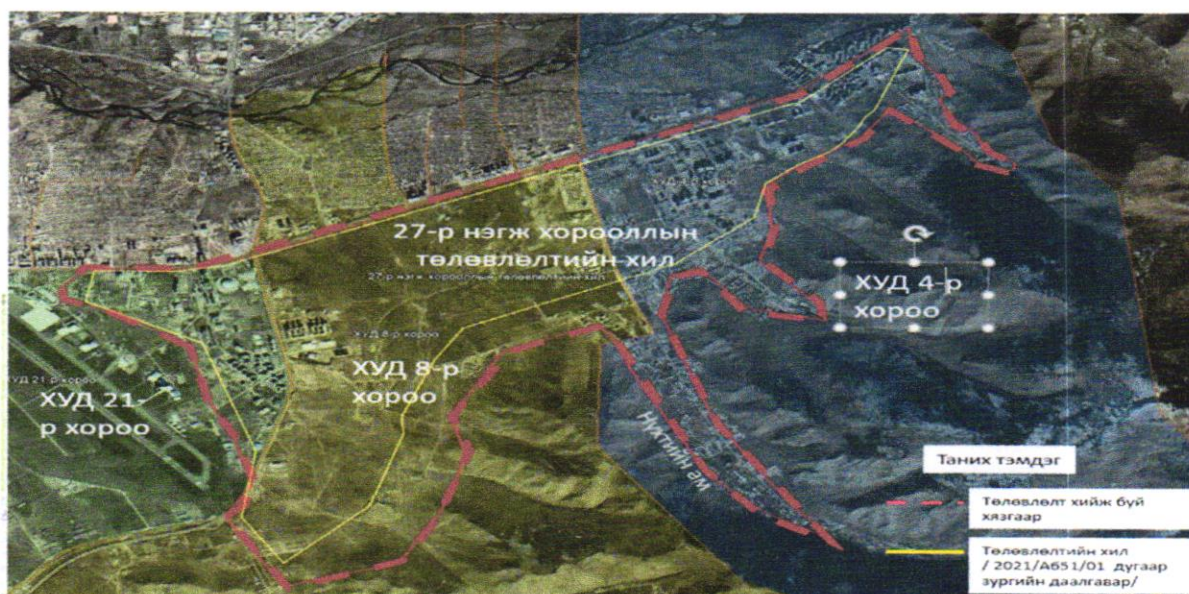 27-р нэгж хорооллын
төлөвлөлтийн хил
27-р нэгж хорооллын төлөвлөлтийн хил
ХУД 4-р
хороо
ХУД 8-р хороо
ХУД 8-р
хороо
ХУД 21-р хороо
ХУД 21-
р хороо
Нүхтийн ам
Таних тэмдэг
Төлөвлөлт хийж буй
хязгаар
Төлөвлөлтийн хил
/ 2021/А651/01 дугаар
зургийн даалгавар/